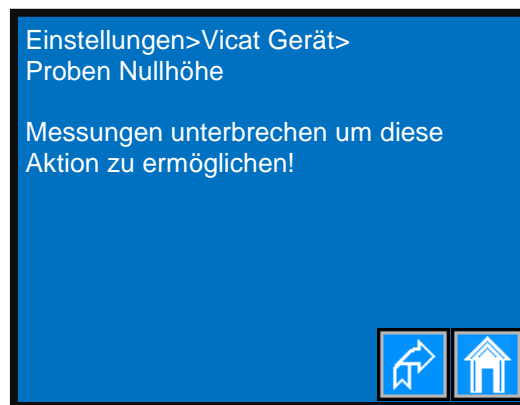 Einstellungen>Vicat Gerät>
Proben Nullhöhe
Messungen unterbrechen um diese
Aktion zu ermöglichen!